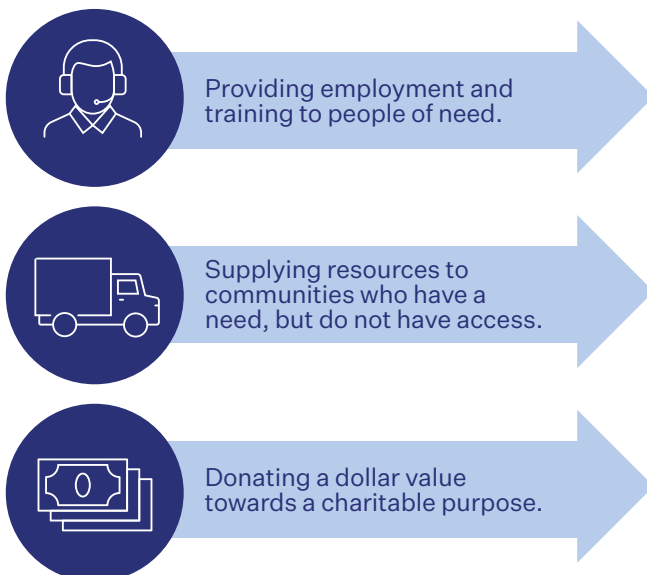 Providing employment and
training to people of need.
Supplying resources to
communities who have a
need, but do not have access.
Donating a dollar value
towards a charitable purpose.